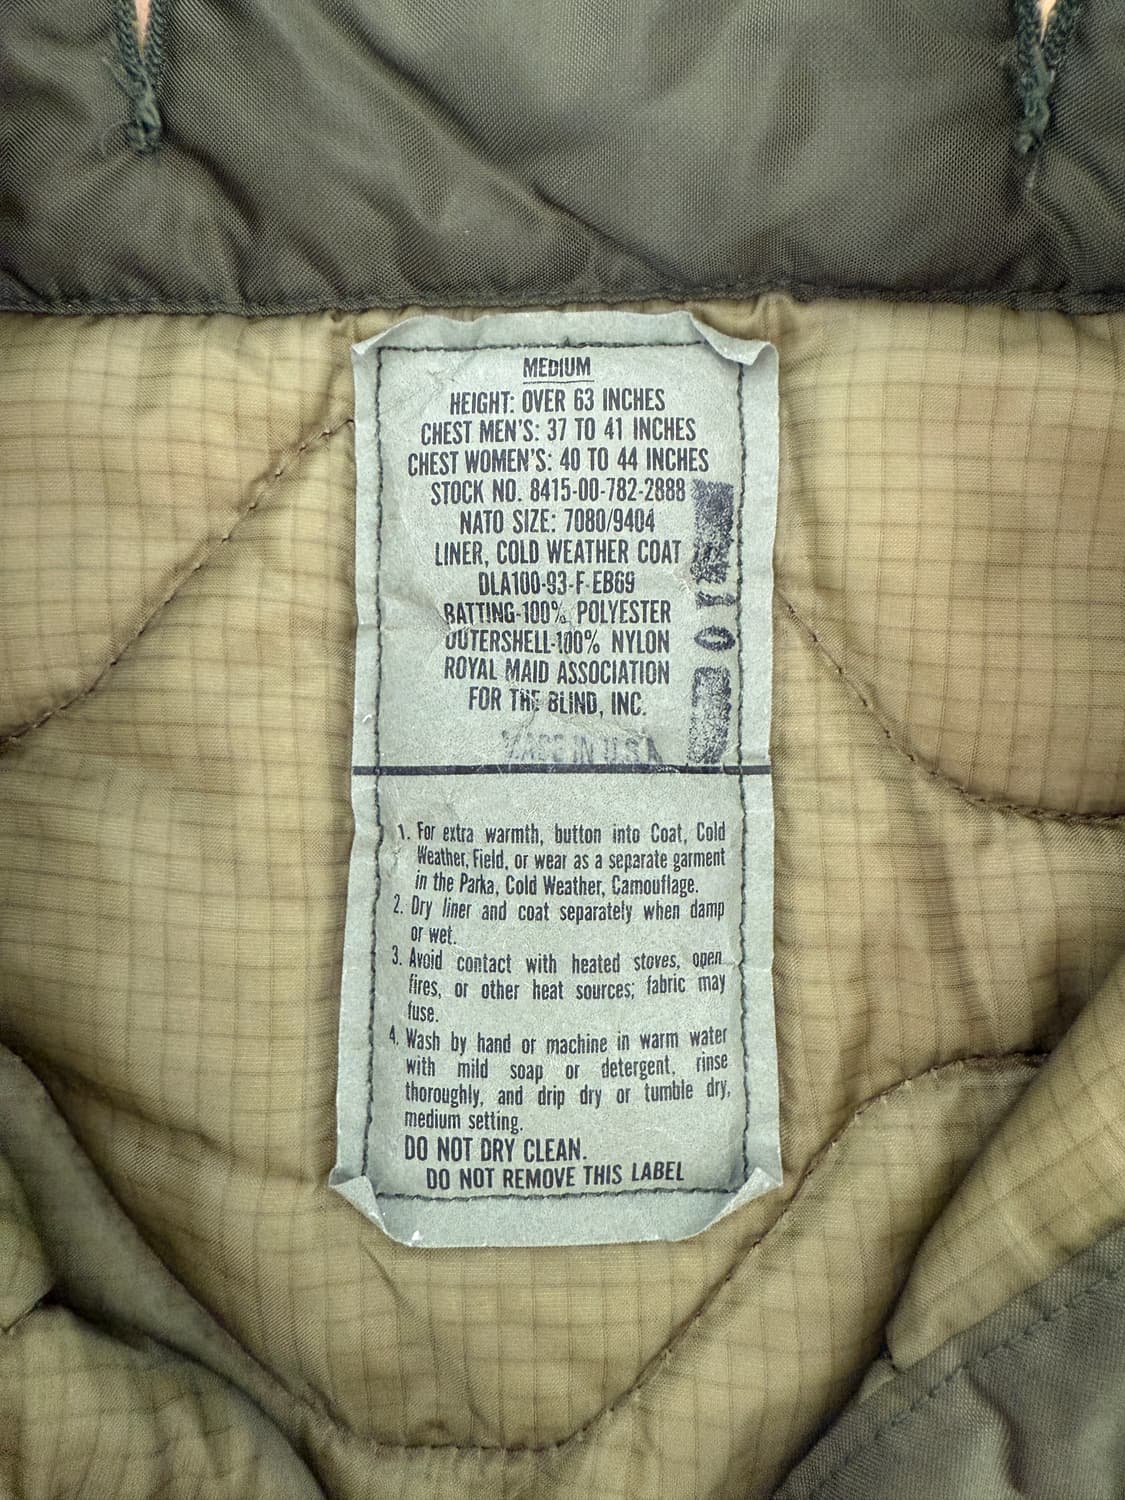 MEDIUM
HEIGHT: OVER 63 INCHES
CHEST MEN'S: 37 TO 41 INCHES
CHEST WOMEN'S: 40 TO 44 INCHES
STOCK NO. 8415-00-782-2888
NATO SIZE: 7080/9404
LINER, COLD WEATHER COAT
DLA100-93-F-EB69
BATTING-100% POLYESTER
OUTERSHELL-100% NYLON
ROYAL MAID ASSOCIATION
FOR THE BLIND, INC.
MADE IN U.S.A
1. For extra warmth, button into Coat, Cold
Weather, Field, or wear as a separate garment
in the Parka, Cold Weather, Camouflage.
2. Dry liner and coat separately when damp
or wet.
3. Avoid contact with heated stoves, open
fires, or other heat sources; fabric may
fuse.
4. Wash by hand or machine in warm water
with mild soap or detergent, rinse
thoroughly, and drip dry or tumble dry,
medium setting.
DO NOT DRY CLEAN.
DO NOT REMOVE THIS LABEL